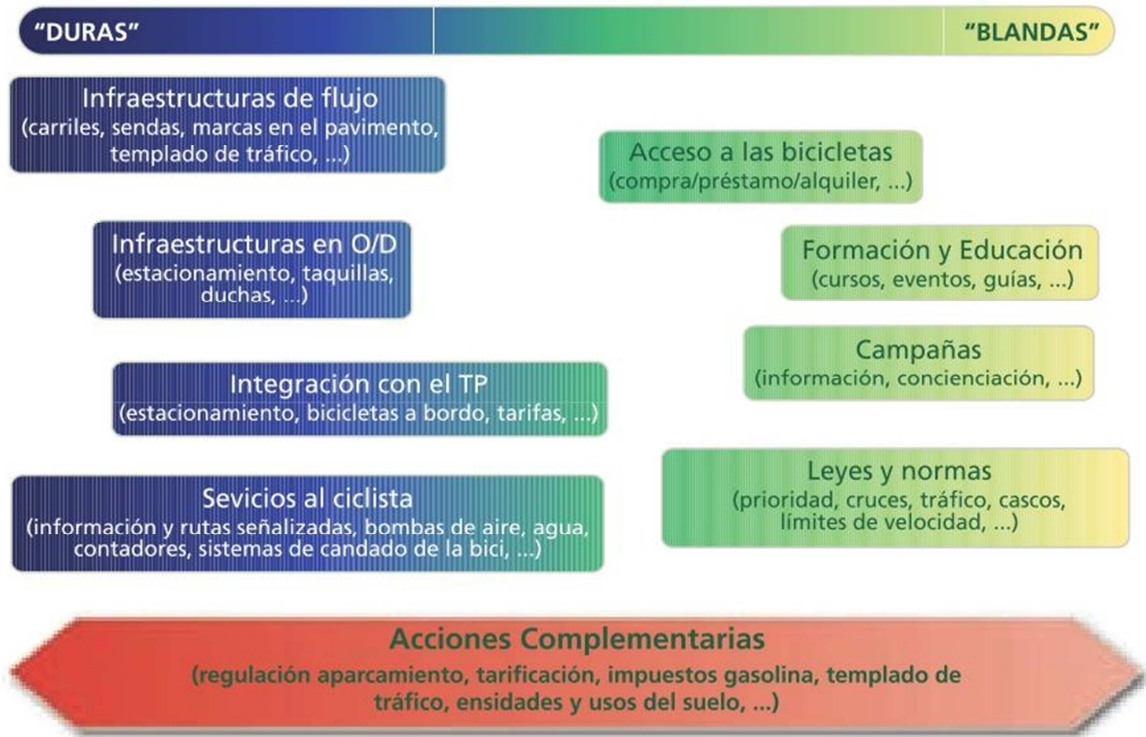 “DURAS”
“BLANDAS”
Infraestructuras de flujo
(carriles, sendas, marcas en el pavimento,
templado de tráfico, ...)
Acceso a las bicicletas
(compra/préstamo/alquiler, ...)
Infraestructuras en O/D
(estacionamiento, taquillas,
duchas, ...)
Formación y Educación
(cursos, eventos, guías, ...)
Campañas
(información, concienciación, ...)
Integración con el TP
(estacionamiento, bicicletas a bordo, tarifas, ...)
Leyes y normas
(prioridad, cruces, tráfico, cascos,
límites de velocidad, ...)
Sevicios al ciclista
(información y rutas señalizadas, bombas de aire, agua,
contadores, sistemas de candado de la bici, ...)
Acciones Complementarias
(regulación aparcamiento, tarificación, impuestos gasolina, templado de
tráfico, ensidades y usos del suelo, ...)